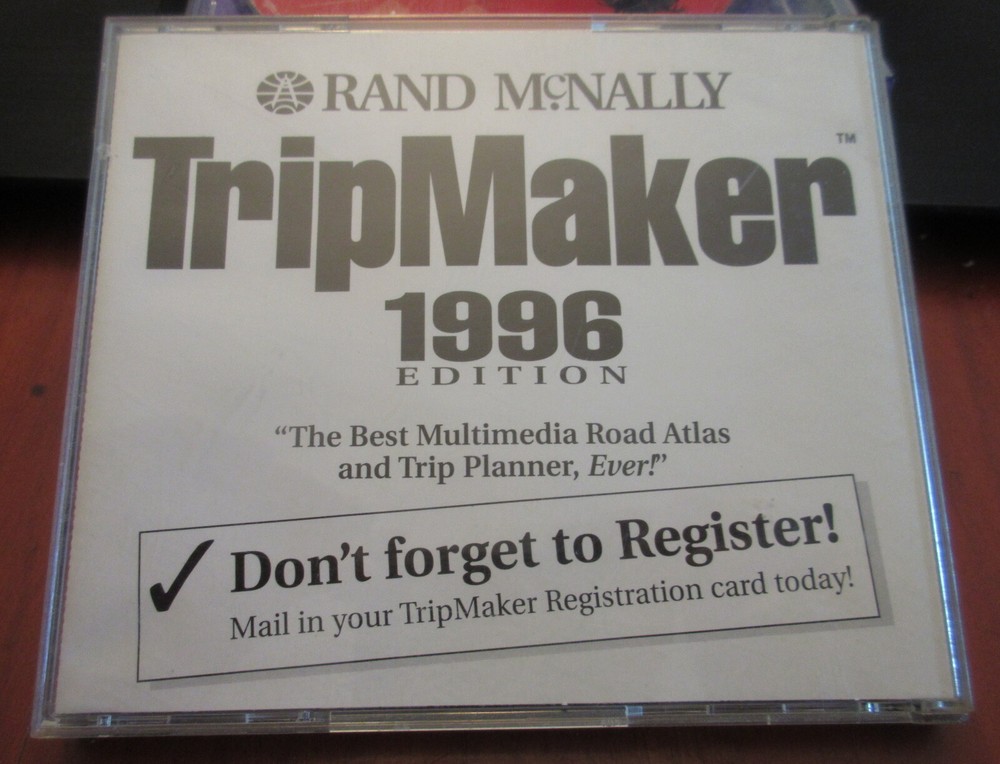 RAND McNALLY
TripMaker™
1996
EDITION
“The Best Multimedia Road Atlas
and Trip Planner, Ever!”
✓ Don't forget to Register!
Mail in your TripMaker Registration card today!